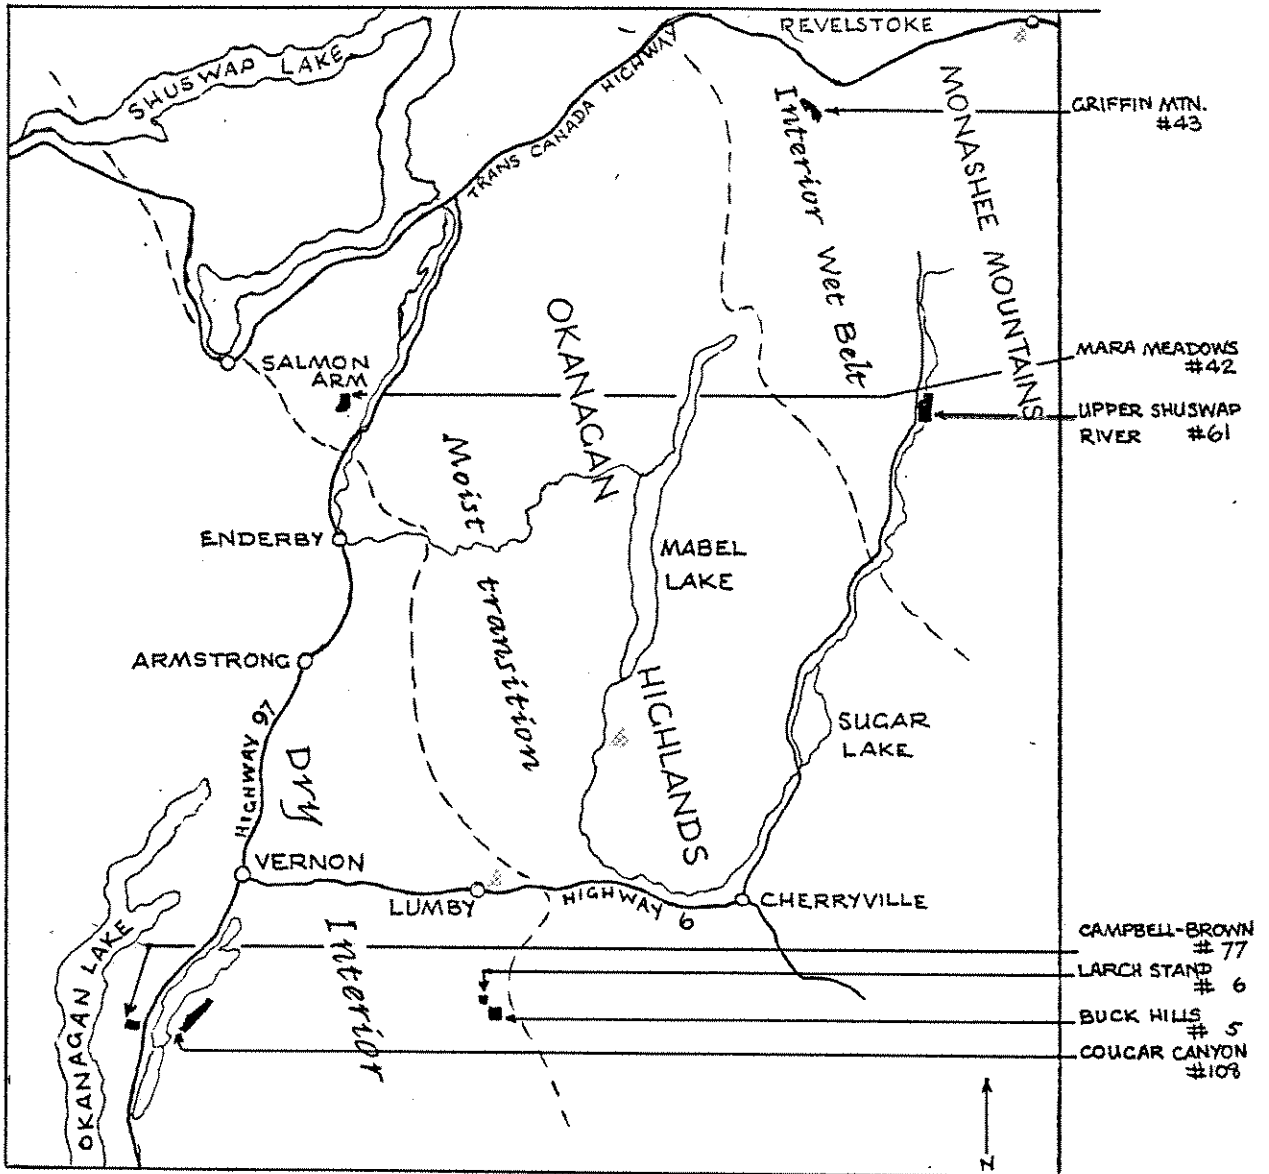 REVELSTOKE
SHUSWAP LAKE
TRANS CANADA HIGHWAY
Interior Wet Belt
MONASHEE MOUNTAINS
GRIFFIN MTN.
#43
MARA MEADOWS
#42
UPPER SHUSWAP
RIVER #61
SALMON
ARM
OKANAGAN
HIGHLANDS
Moist transition
ENDERBY
MABEL
LAKE
ARMSTRONG
SUGAR
LAKE
HIGHWAY 97
Dry
Interior
VERNON
LUMBY
HIGHWAY 6
CHERRYVILLE
OKANAGAN LAKE
CAMPBELL-BROWN
# 77
LARCH STAND
# 6
BUCK HILLS
# 5
COUGAR CANYON
#108
N